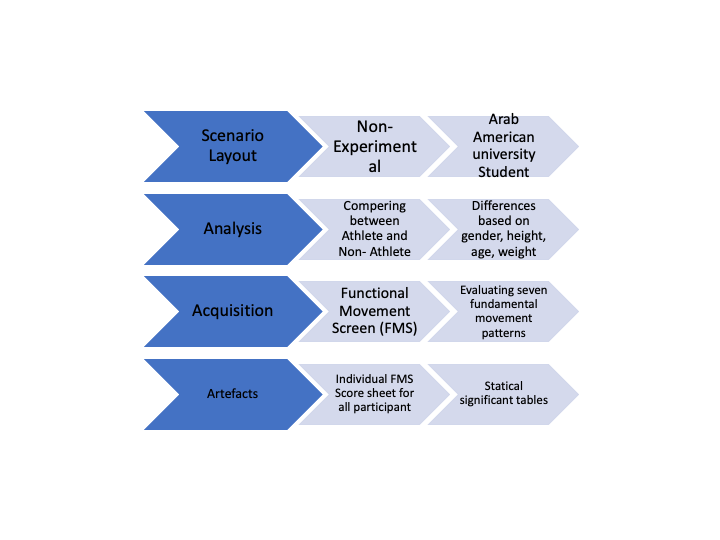 Scenario
Layout
Non-
Experiment
al
Arab
American
university
Student
Analysis
Compering
between
Athlete and
Non- Athlete
Differences
based on
gender, height,
age, weight
Acquisition
Functional
Movement
Screen (FMS)
Evaluating seven
fundamental
movement
patterns
Artefacts
Individual FMS
Score sheet for
all participant
Statical
significant tables